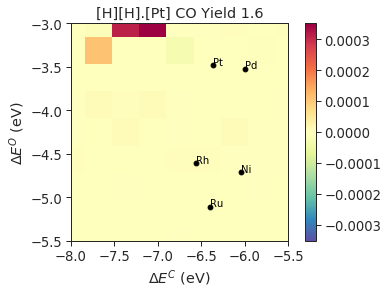 [H][H].[Pt] CO Yield 1.6
−3.0
−3.5
−4.0
−4.5
−5.0
−5.5
ΔE^O (eV)
Pt
Pd
Rh
Ni
Ru
−8.0 −7.5 −7.0 −6.5 −6.0 −5.5
ΔE^C (eV)
0.0003
0.0002
0.0001
0.0000
−0.0001
−0.0002
−0.0003